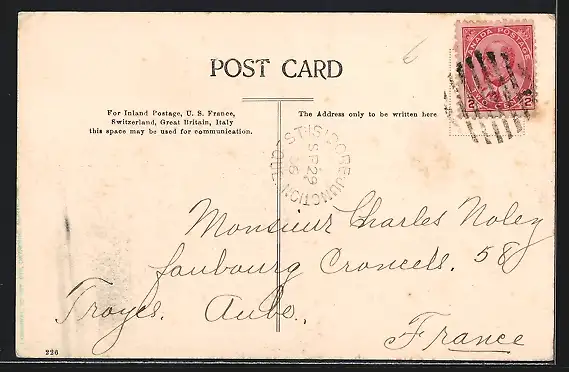 POST CARD
CANADA POSTAGE
2 2
For Inland Postage, U. S. France,
Switzerland, Great Britain, Italy
this space may be used for communication.
The Address only to be written here
ST-ISIDORE JUNCTION
SP 29
QUE
Monsieur Charles Noley
faubourg Croncels. 58
Troyes. Aube.
France
226